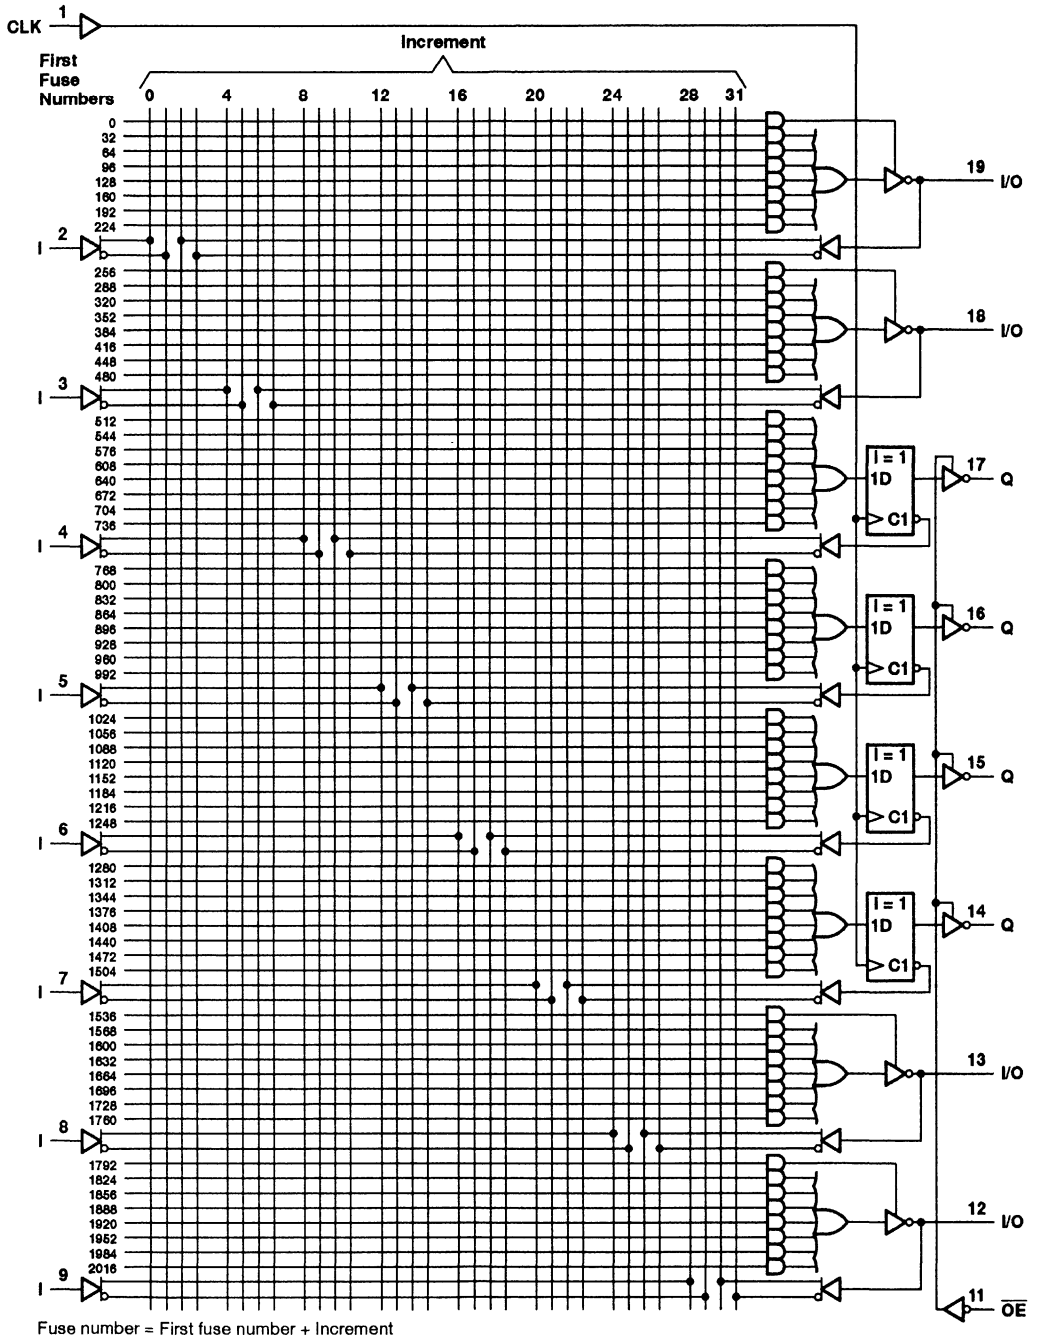 CLK 1
Increment
First
Fuse
Numbers
0 4 8 12 16 20 24 28 31
0
32
64
96
128
160
192
224
19 I/O
I 2
256
288
320
352
384
416
448
480
18 I/O
I 3
512
544
576
608
640
672
704
736
I = 1
1D
C1
17 Q
I 4
768
800
832
864
896
928
960
992
I = 1
1D
C1
16 Q
I 5
1024
1056
1088
1120
1152
1184
1216
1248
I = 1
1D
C1
15 Q
I 6
1280
1312
1344
1376
1408
1440
1472
1504
I = 1
1D
C1
14 Q
I 7
1536
1568
1600
1632
1664
1696
1728
1760
13 I/O
I 8
1792
1824
1856
1888
1920
1952
1984
2016
12 I/O
I 9
11 OE
Fuse number = First fuse number + Increment